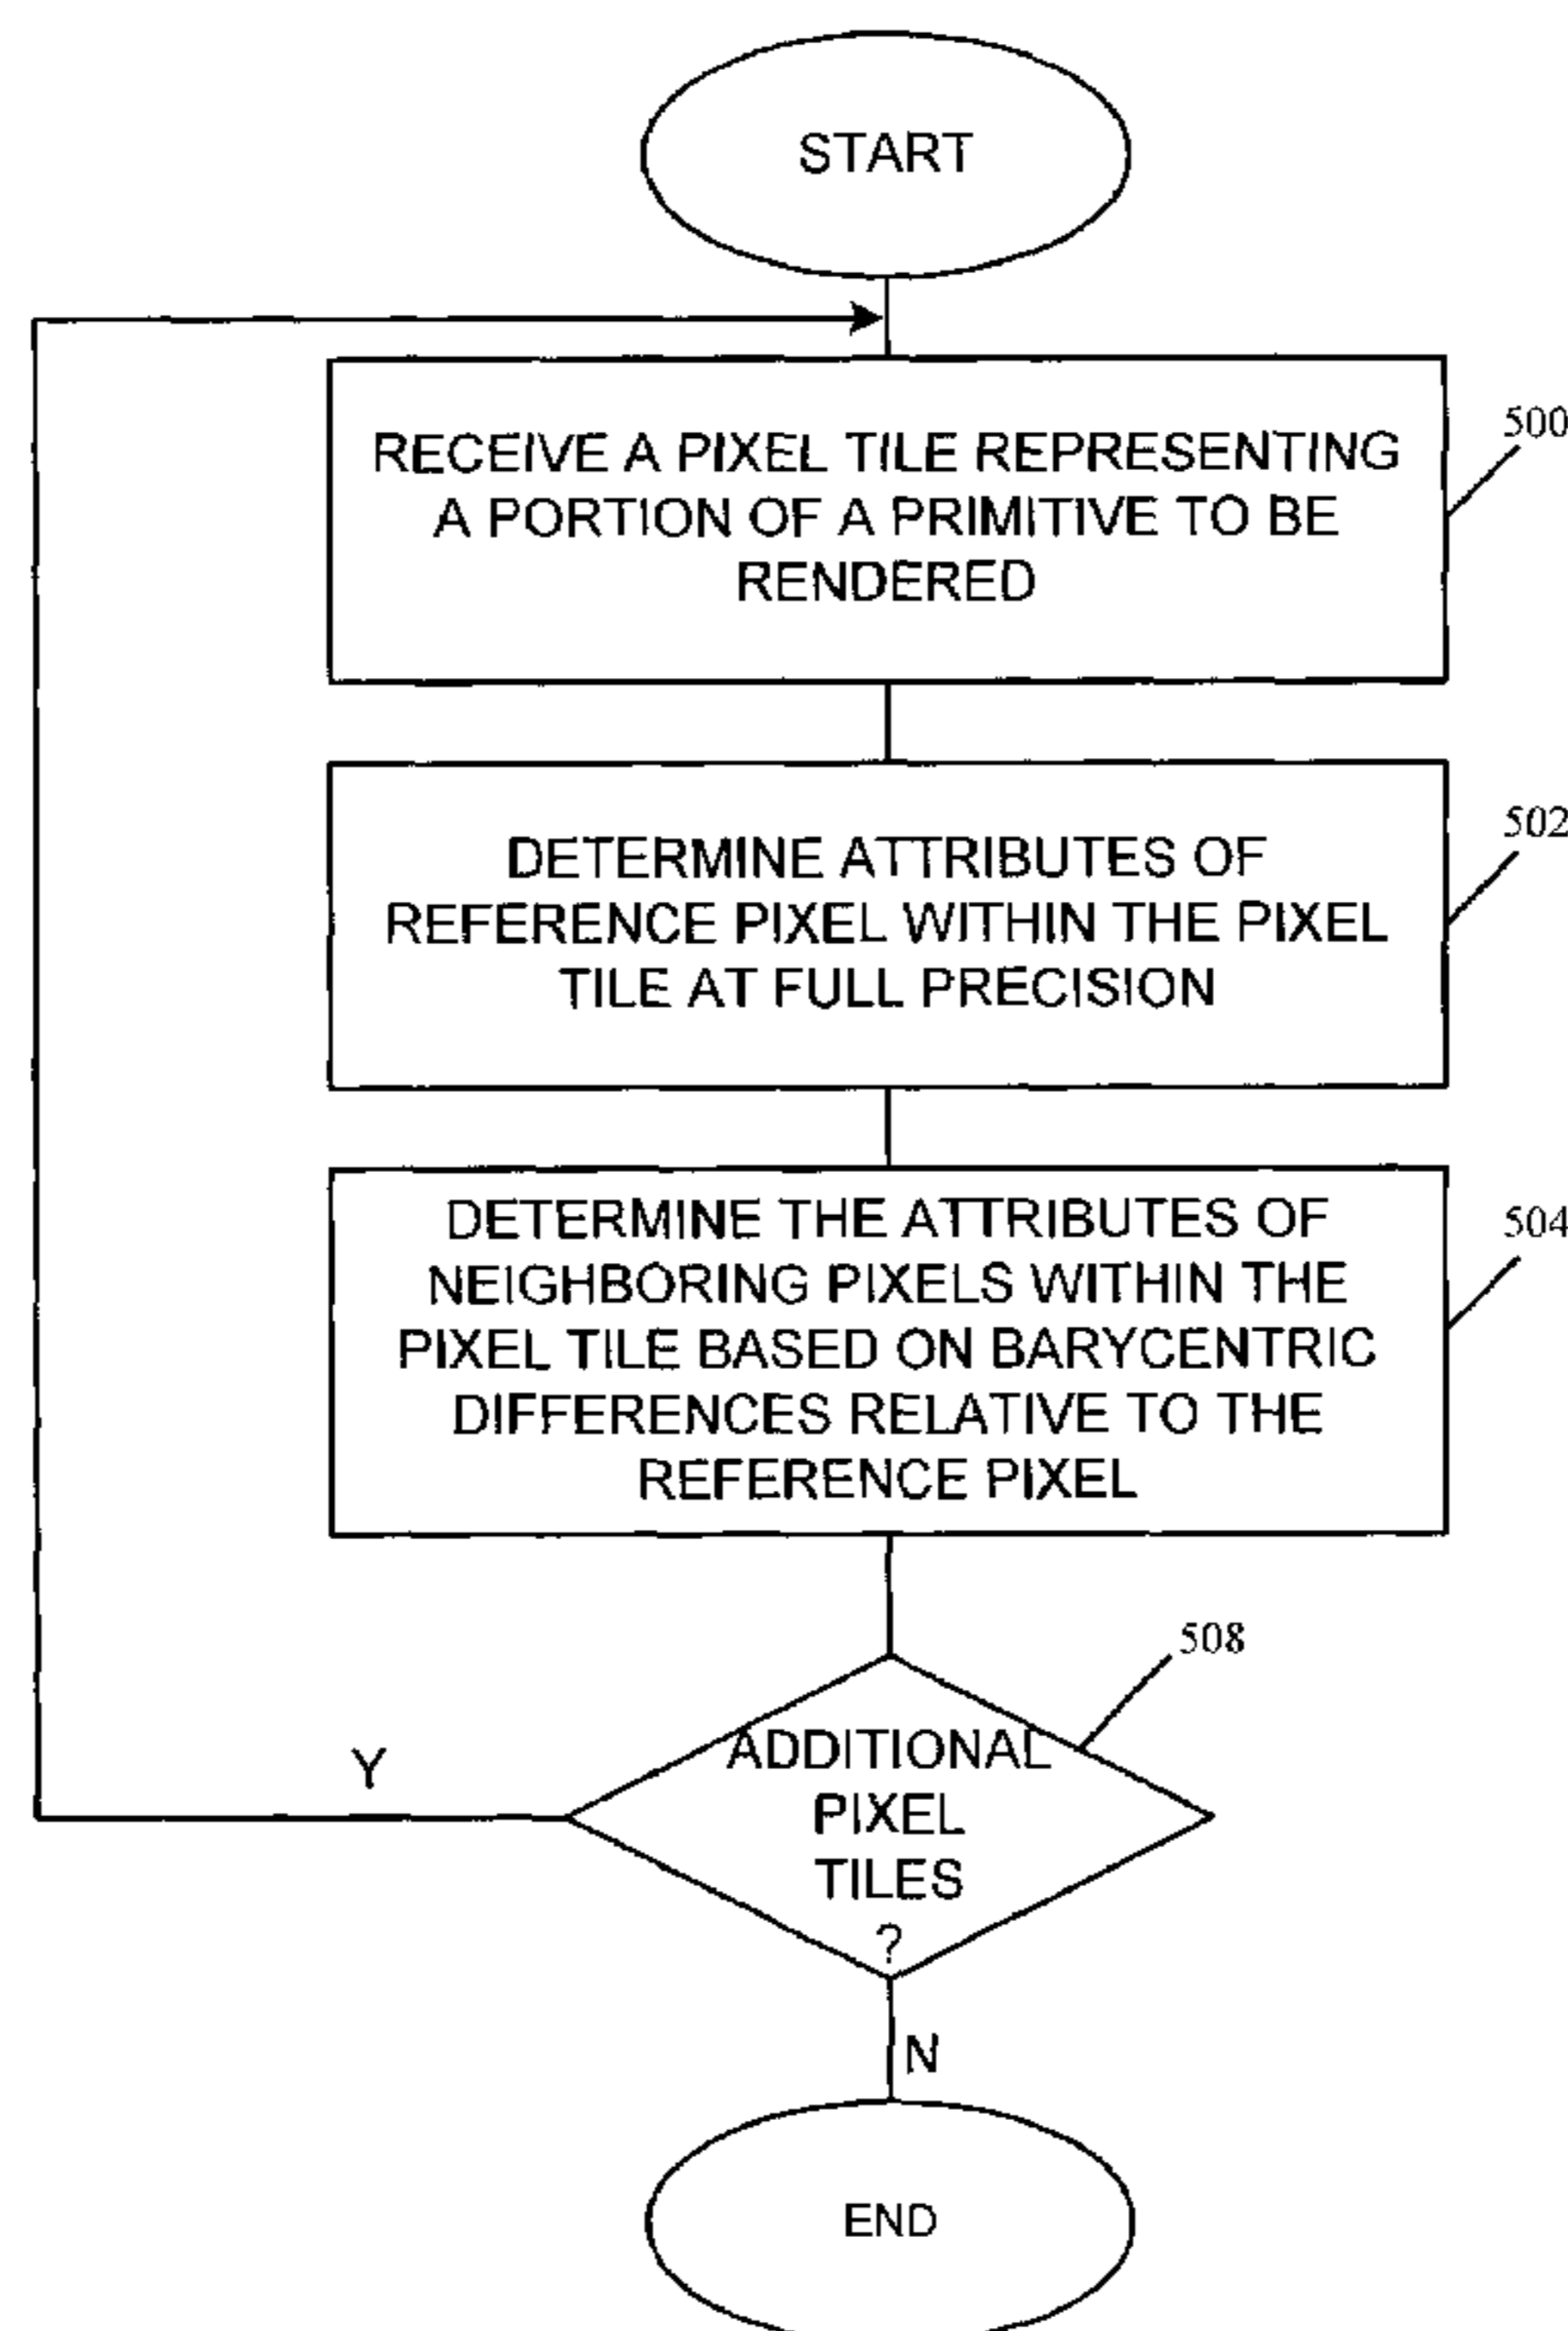 START
RECEIVE A PIXEL TILE REPRESENTING
A PORTION OF A PRIMITIVE TO BE
RENDERED
500
DETERMINE ATTRIBUTES OF
REFERENCE PIXEL WITHIN THE PIXEL
TILE AT FULL PRECISION
502
DETERMINE THE ATTRIBUTES OF
NEIGHBORING PIXELS WITHIN THE
PIXEL TILE BASED ON BARYCENTRIC
DIFFERENCES RELATIVE TO THE
REFERENCE PIXEL
504
508
ADDITIONAL
PIXEL
TILES
?
Y
N
END